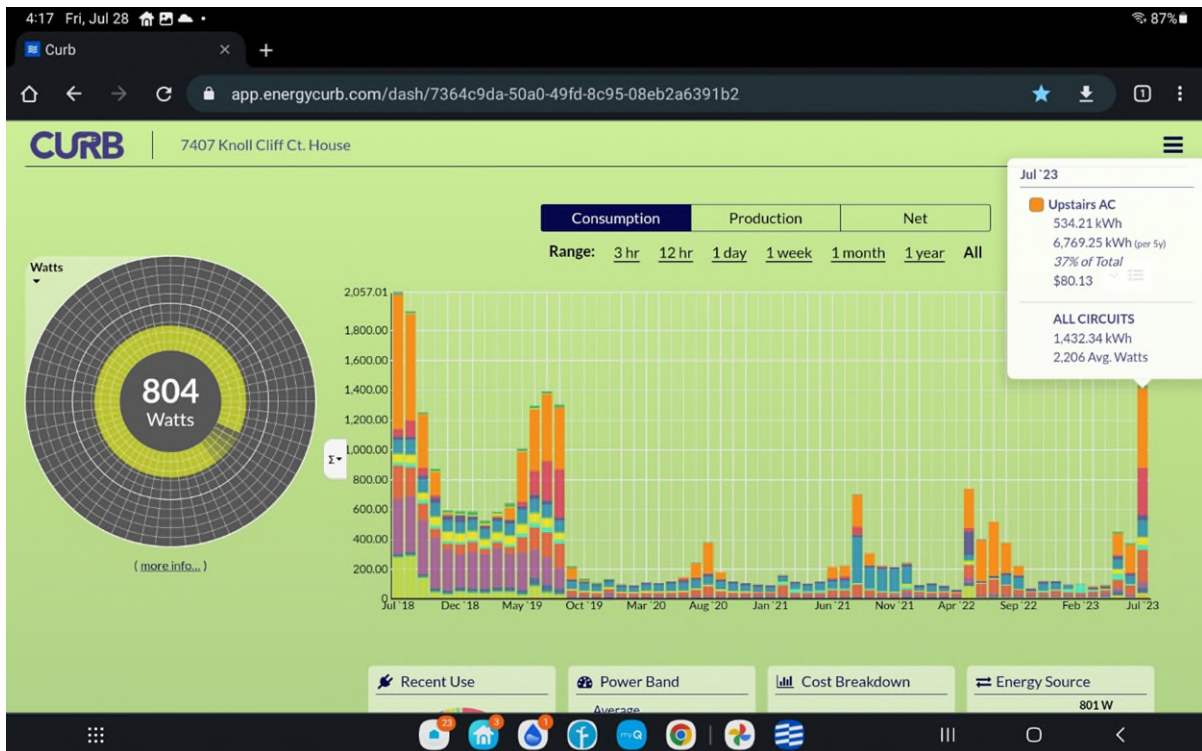 4:17 Fri, Jul 28
87%
Curb
app.energycurb.com/dash/7364c9da-50a0-49fd-8c95-08eb2a6391b2
1
CURB
7407 Knoll Cliff Ct. House
Jul `23
Upstairs AC
534.21 kWh
6,769.25 kWh (per 5y)
37% of Total
$80.13
ALL CIRCUITS
1,432.34 kWh
2,206 Avg. Watts
Consumption Production Net
Range: 3 hr 12 hr 1 day 1 week 1 month 1 year All
Watts
804
Watts
( more info... )
Σ
2,057.01
1,800.00
1,600.00
1,400.00
1,200.00
1,000.00
800.00
600.00
400.00
200.00
0
Jul `18 Dec `18 May `19 Oct `19 Mar `20 Aug `20 Jan `21 Jun `21 Nov `21 Apr `22 Sep `22 Feb `23 Jul `23
Recent Use
Power Band
Average
Cost Breakdown
Energy Source
801 W
23
3
1
myQ